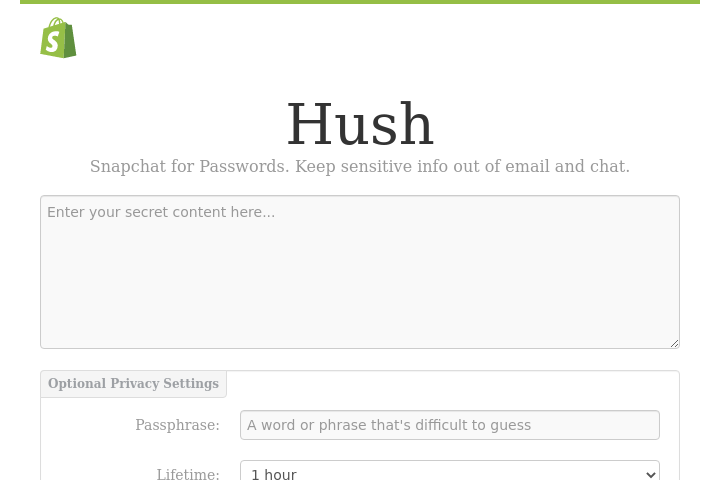 Hush
Snapchat for Passwords. Keep sensitive info out of email and chat.
Enter your secret content here...
Optional Privacy Settings
Passphrase:
A word or phrase that's difficult to guess
Lifetime:
1 hour